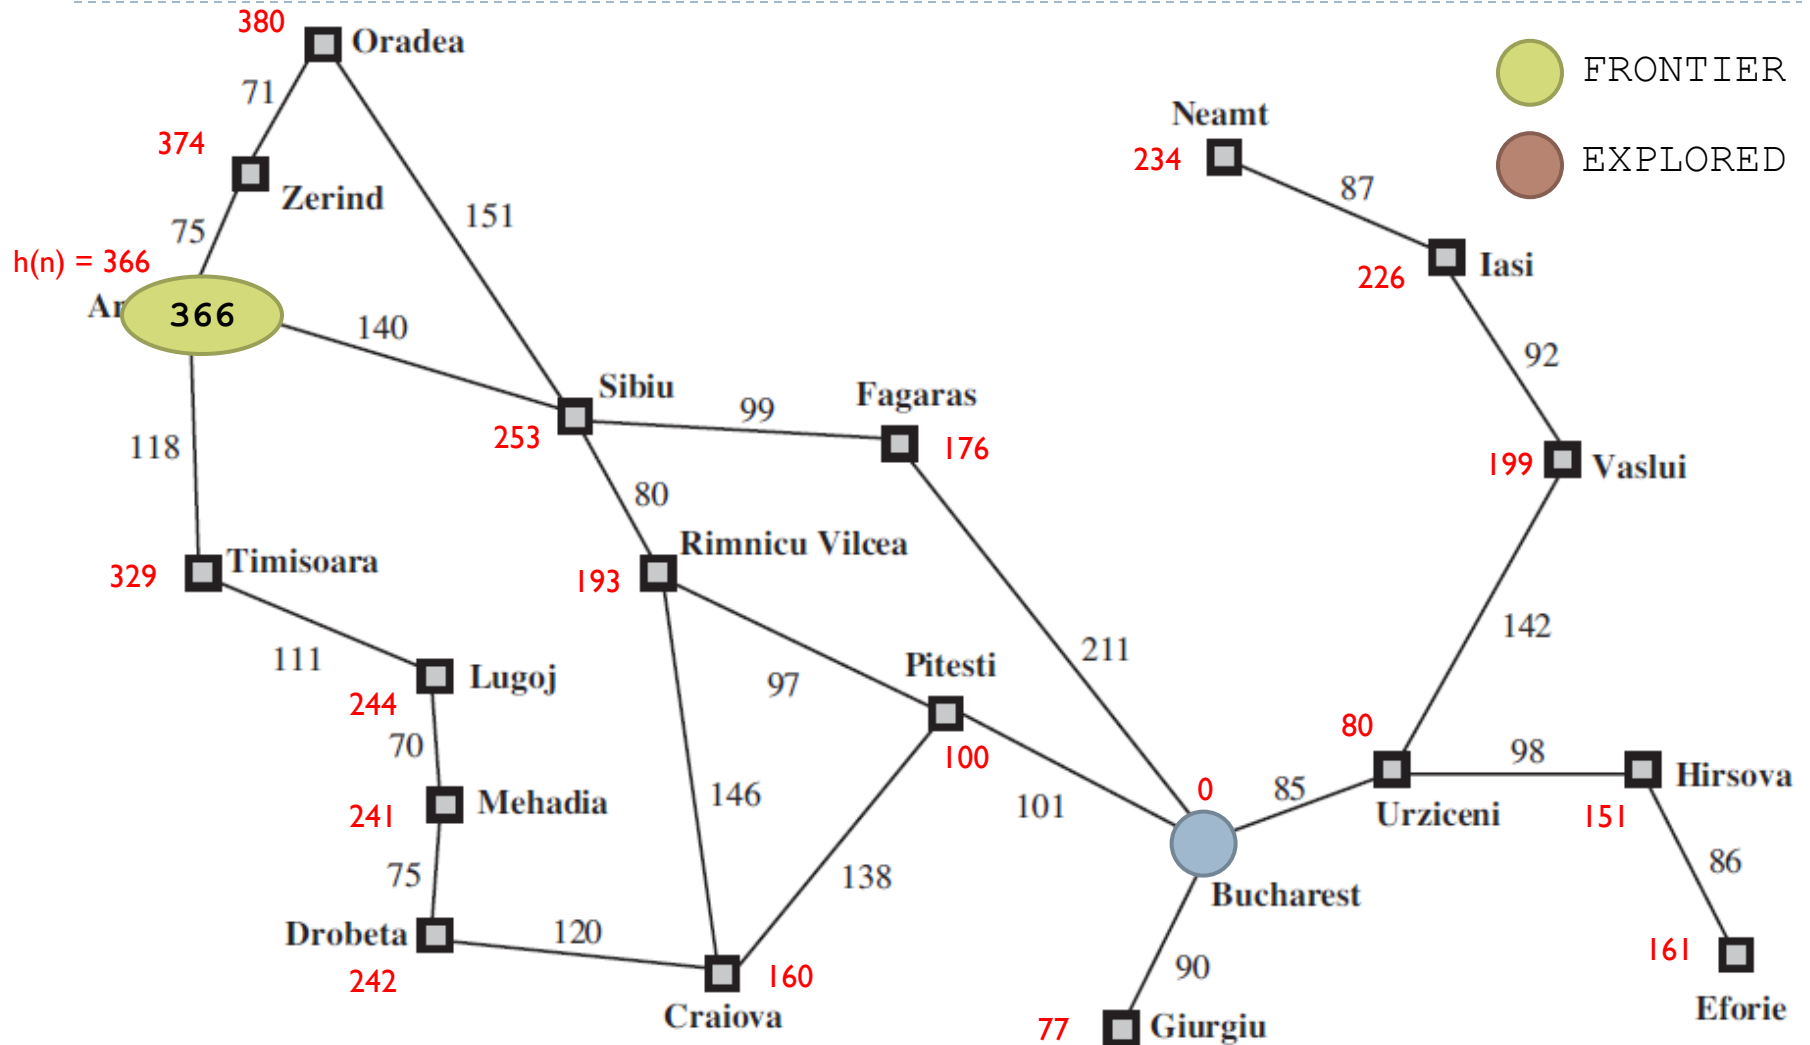 380
Oradea
FRONTIER
71
Neamt
374
234
EXPLORED
Zerind
87
151
75
h(n) = 366
Iasi
226
Ar
366
140
92
Sibiu
Fagaras
99
118
253
176
199
Vaslui
80
Rimnicu Vilcea
Timisoara
329
193
142
111
211
Pitesti
Lugoj
97
244
80
70
100
98
Hirsova
0
85
146
Mehadia
101
241
Urziceni
151
75
138
86
Bucharest
Drobeta
120
161
242
160
90
Craiova
Eforie
77
Giurgiu